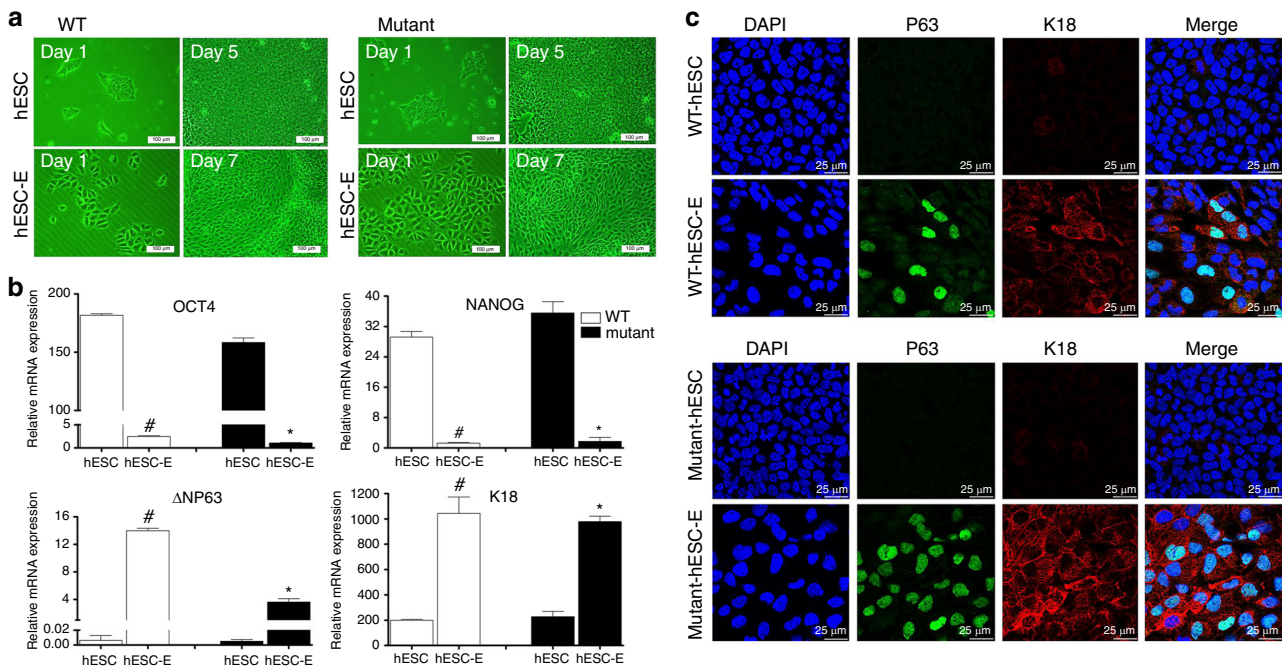 a
WT
Mutant
hESC
Day 1
100 µm
Day 5
100 µm
hESC
Day 1
100 µm
Day 5
100 µm
hESC-E
Day 1
100 µm
Day 7
100 µm
hESC-E
Day 1
100 µm
Day 7
100 µm
b
OCT4
Relative mRNA expression
200
150
100
5
0
#
*
hESC hESC-E hESC hESC-E
NANOG
WT
mutant
Relative mRNA expression
36
28
20
12
4
0
#
*
hESC hESC-E hESC hESC-E
ΔNP63
Relative mRNA expression
16
12
8
4
0.02
0.00
#
*
hESC hESC-E hESC hESC-E
K18
Relative mRNA expression
1200
1000
800
600
400
200
0
#
*
hESC hESC-E hESC hESC-E
c
DAPI P63 K18 Merge
WT-hESC
25 µm 25 µm 25 µm 25 µm
WT-hESC-E
25 µm 25 µm 25 µm 25 µm
DAPI P63 K18 Merge
Mutant-hESC
25 µm 25 µm 25 µm 25 µm
Mutant-hESC-E
25 µm 25 µm 25 µm 25 µm